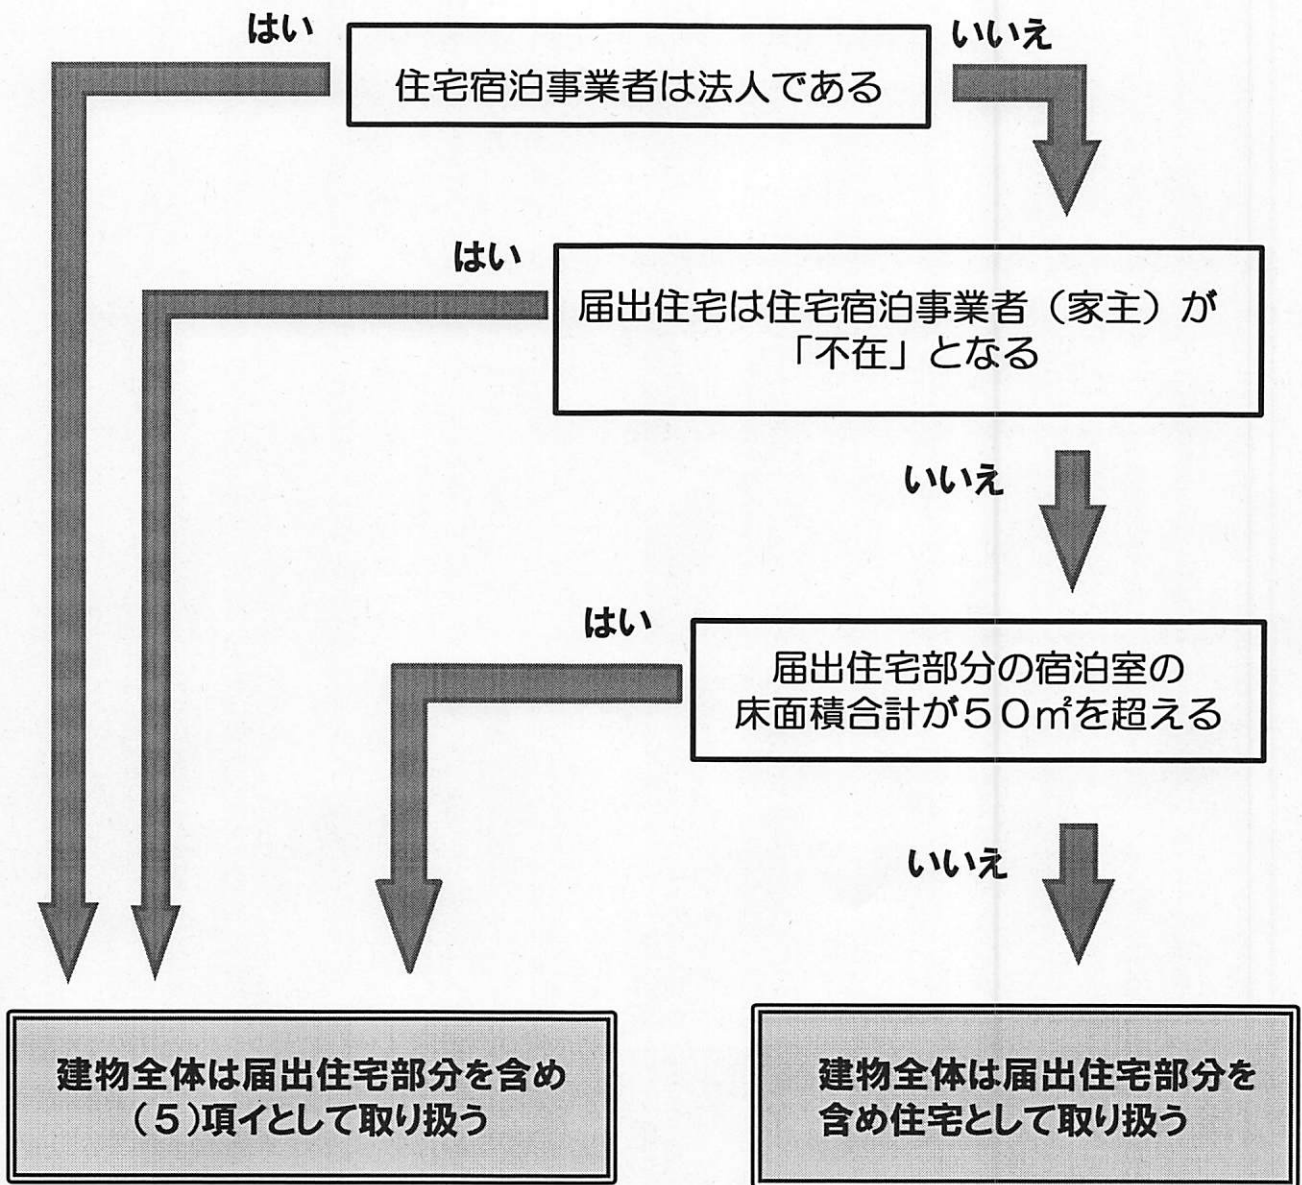 はい
いいえ
住宅宿泊事業者は法人である
はい
届出住宅は住宅宿泊事業者（家主）が
「不在」となる
いいえ
はい
届出住宅部分の宿泊室の
床面積合計が５０㎡を超える
いいえ
建物全体は届出住宅部分を含め
（５）項イとして取り扱う
建物全体は届出住宅部分を
含め住宅として取り扱う